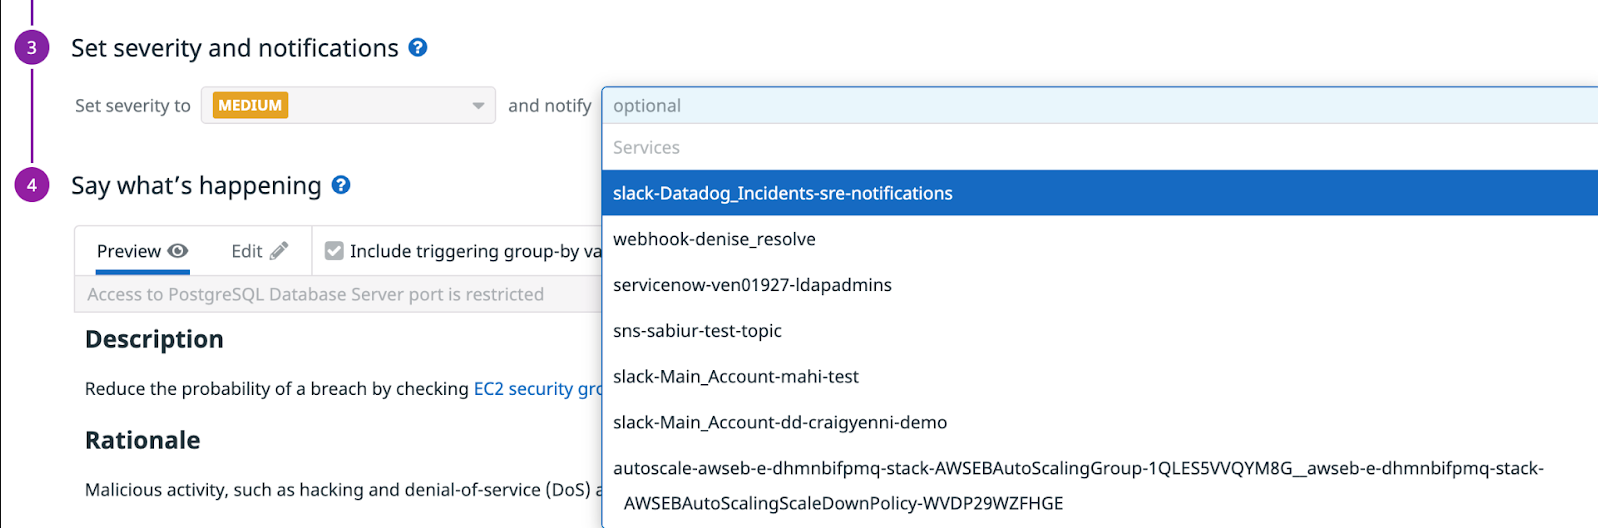 3 Set severity and notifications ?
Set severity to MEDIUM and notify optional
Services
slack-Datadog_Incidents-sre-notifications
webhook-denise_resolve
servicenow-ven01927-ldapadmins
sns-sabiur-test-topic
slack-Main_Account-mahi-test
slack-Main_Account-dd-craigyenni-demo
autoscale-awseb-e-dhmnbifpmq-stack-AWSEBAutoScalingGroup-1QLES5VVQYM8G__awseb-e-dhmnbifpmq-stack-
AWSEBAutoScalingScaleDownPolicy-WVDP29WZFHGE
4 Say what's happening ?
Preview Edit Include triggering group-by va
Access to PostgreSQL Database Server port is restricted
Description
Reduce the probability of a breach by checking EC2 security gro
Rationale
Malicious activity, such as hacking and denial-of-service (DoS) a